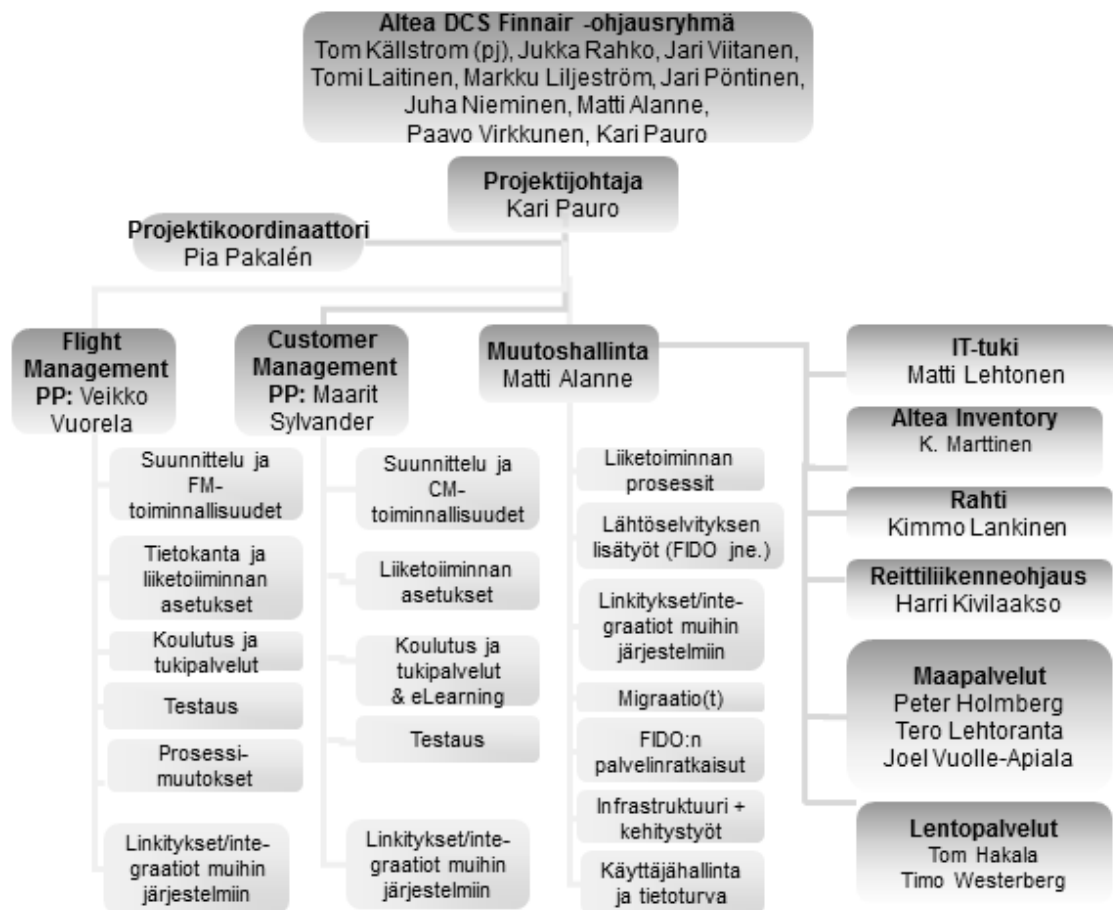 Altea DCS Finnair -ohjausryhmä
Tom Källstrom (pj), Jukka Rahko, Jari Viitanen,
Tomi Laitinen, Markku Liljeström, Jari Pöntinen,
Juha Nieminen, Matti Alanne,
Paavo Virkkunen, Kari Pauro
Projektijohtaja
Kari Pauro
Projektikoordinaattori
Pia Pakalén
Flight
Management
PP: Veikko
Vuorela
Suunnittelu ja
FM-
toiminnallisuudet
Tietokanta ja
liiketoiiminnan
asetukset
Koulutus ja
tukipalvelut
Testaus
Prosessi-
muutokset
Linkitykset/inte-
graatiot muihin
järjestelmiin
Customer
Management
PP: Maarit
Sylvander
Suunnittelu ja
CM-
toiminnallisuudet
Liiketoiiminnan
asetukset
Koulutus ja
tukipalvelut
& eLearning
Testaus
Linkitykset/inte-
graatiot muihin
järjestelmiin
Muutoshallinta
Matti Alanne
Liiketoiminnan
prosessit
Lähtöselvityksen
lisätyöt (FIDO jne.)
Linkitykset/inte-
graatiot muihin
järjestelmiin
Migraatio(t)
FIDO:n
palvelinratkaisut
Infrastruktuuri +
kehitystyöt
Käyttäjähallinta
ja tietoturva
IT-tuki
Matti Lehtonen
Altea Inventory
K. Marttinen
Rahti
Kimmo Lankinen
Reittiliikenneohjaus
Harri Kivilaakso
Maapalvelut
Peter Holmberg
Tero Lehtoranta
Joel Vuolle-Apiala
Lentopalvelut
Tom Hakala
Timo Westerberg